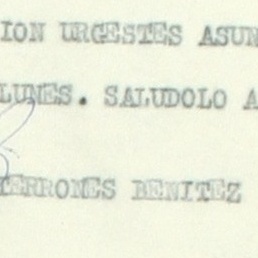 ION URGESTES ASUN
LUNES. SALUDOLO A
TERRONES BENITEZ